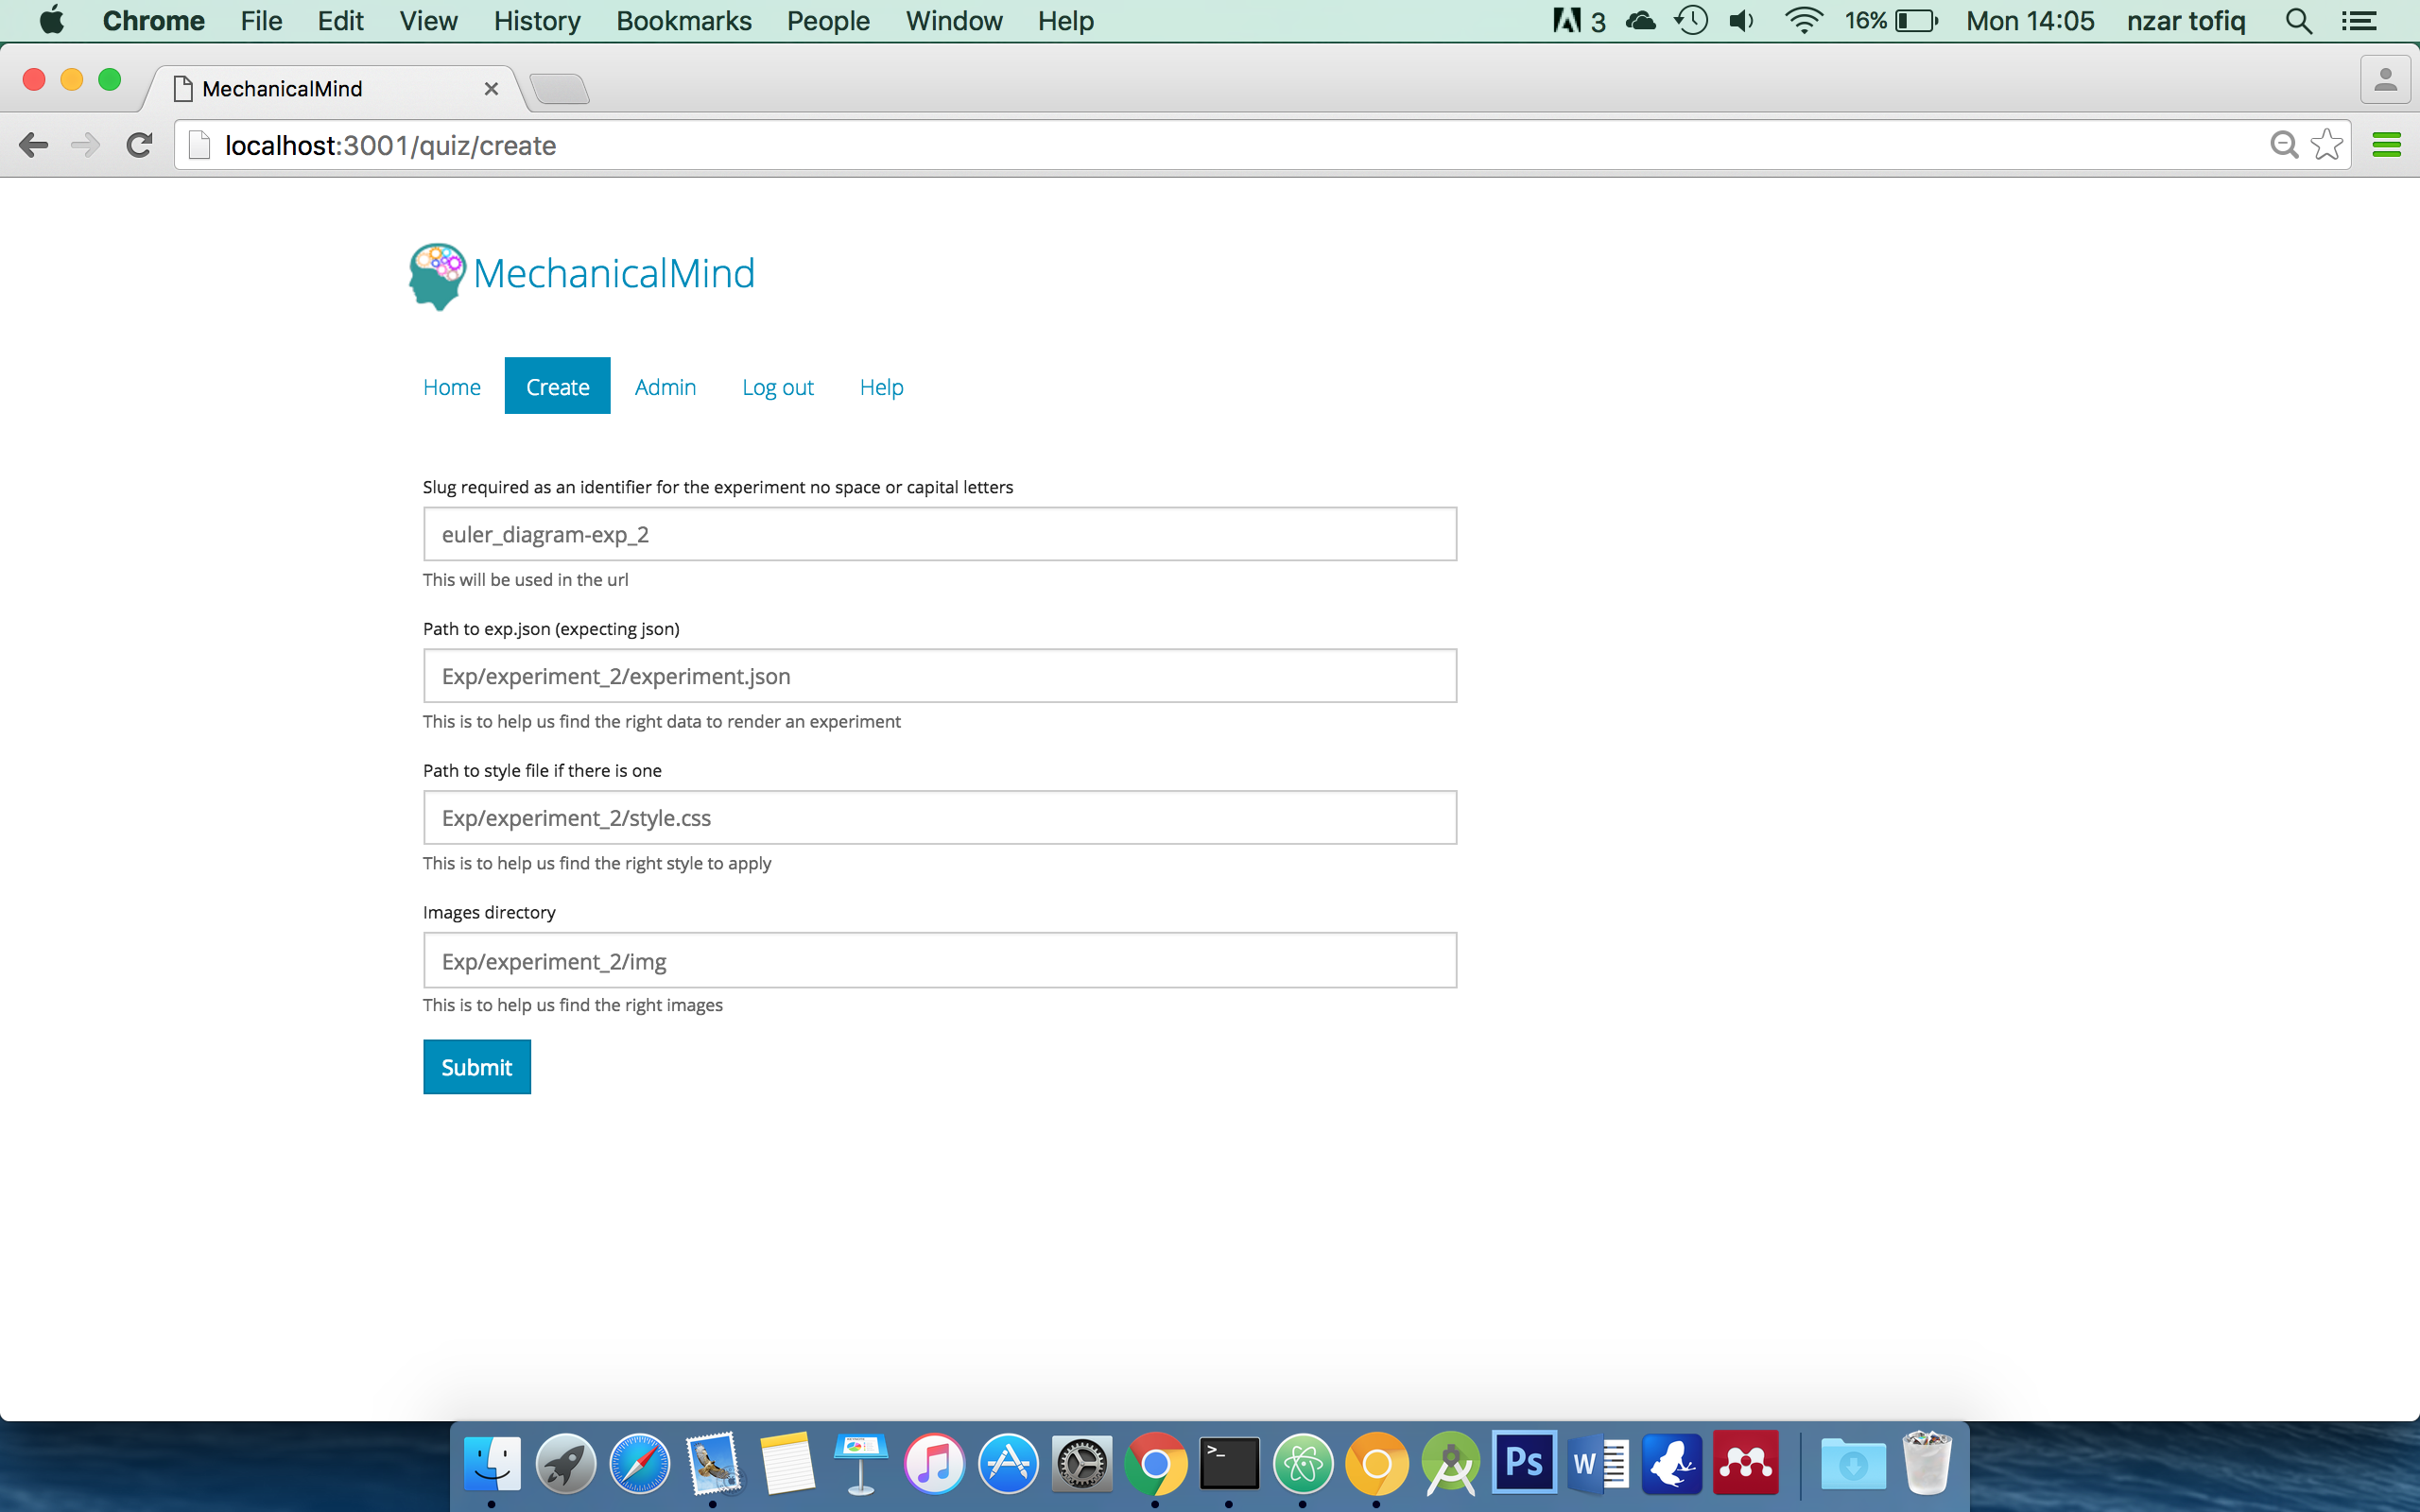 Chrome File Edit View History Bookmarks People Window Help 3 16% Mon 14:05 nzar tofiq
MechanicalMind
localhost:3001/quiz/create
MechanicalMind
Home Create Admin Log out Help
Slug required as an identifier for the experiment no space or capital letters
euler_diagram-exp_2
This will be used in the url
Path to exp.json (expecting json)
Exp/experiment_2/experiment.json
This is to help us find the right data to render an experiment
Path to style file if there is one
Exp/experiment_2/style.css
This is to help us find the right style to apply
Images directory
Exp/experiment_2/img
This is to help us find the right images
Submit
>_ Ps W